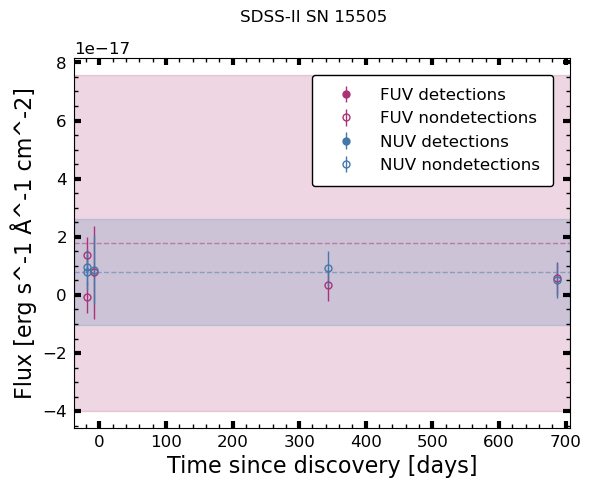 SDSS-II SN 15505
1e−17
8
6
4
2
0
−2
−4
Flux [erg s^-1 Å^-1 cm^-2]
FUV detections
FUV nondetections
NUV detections
NUV nondetections
0 100 200 300 400 500 600 700
Time since discovery [days]